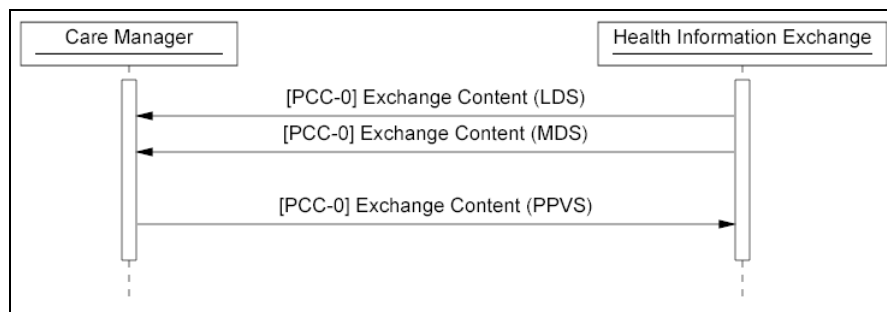 Care Manager
Health Information Exchange
[PCC-0] Exchange Content (LDS)
[PCC-0] Exchange Content (MDS)
[PCC-0] Exchange Content (PPVS)